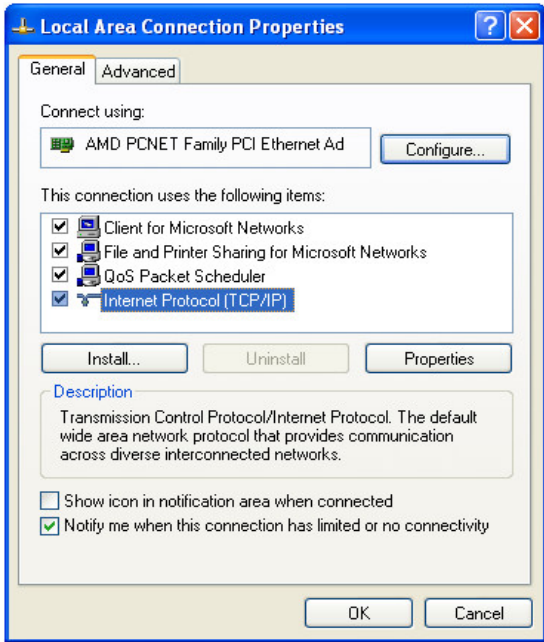 Local Area Connection Properties
General Advanced
Connect using:
AMD PCNET Family PCI Ethernet Ad Configure...
This connection uses the following items:
Client for Microsoft Networks
File and Printer Sharing for Microsoft Networks
QoS Packet Scheduler
Internet Protocol (TCP/IP)
Install... Uninstall Properties
Description
Transmission Control Protocol/Internet Protocol. The default
wide area network protocol that provides communication
across diverse interconnected networks.
Show icon in notification area when connected
Notify me when this connection has limited or no connectivity
OK Cancel